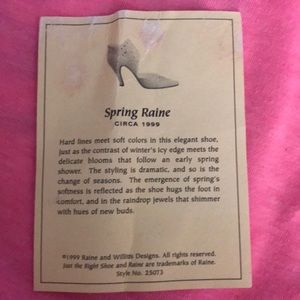 Spring Raine
CIRCA 1999
Hard lines meet soft colors in this elegant shoe,
just as the contrast of winter's icy edge meets the
delicate blooms that follow an early spring
shower. The styling is dramatic, and so is the
change of seasons. The emergence of spring's
softness is reflected as the shoe hugs the foot in
comfort, and in the raindrop jewels that shimmer
with hues of new buds.
©1999 Raine and Willitts Designs. All rights reserved.
Just the Right Shoe and Raine are trademarks of Raine.
Style No. 25073